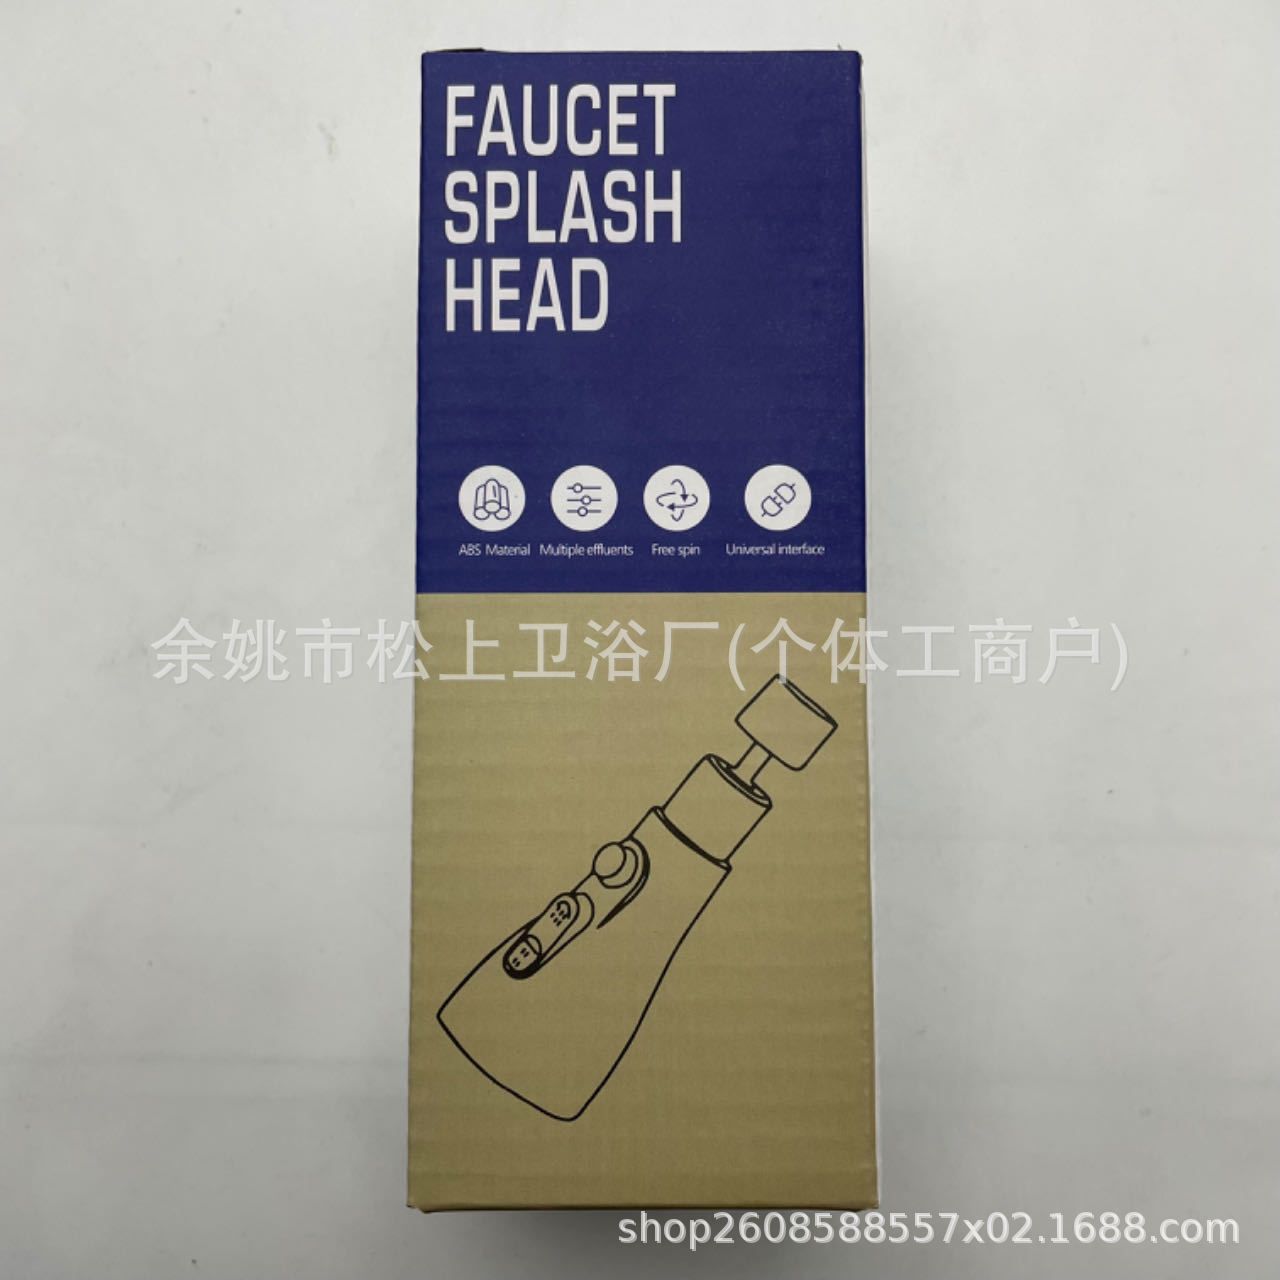 FAUCET
SPLASH
HEAD
ABS Material Multiple effluents Free spin Universal interface
余姚市松上卫浴厂(个体工商户)
shop2608588557x02.1688.com